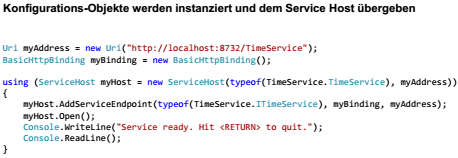 Konfigurations-Objekte werden instanziert und dem Service Host übergeben
Uri myAddress = new Uri("http://localhost:8732/TimeService");
BasicHttpBinding myBinding = new BasicHttpBinding();
using (ServiceHost myHost = new ServiceHost(typeof(TimeService.TimeService), myAddress))
{
myHost.AddServiceEndpoint(typeof(TimeService.ITimeService), myBinding, myAddress);
myHost.Open();
Console.WriteLine("Service ready. Hit <RETURN> to quit.");
Console.ReadLine();
}